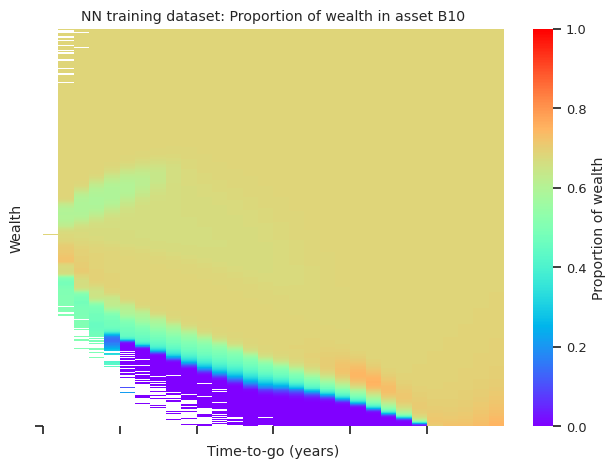 NN training dataset: Proportion of wealth in asset B10
1.0
0.8
0.6
0.4
0.2
0.0
Proportion of wealth
Wealth
Time-to-go (years)